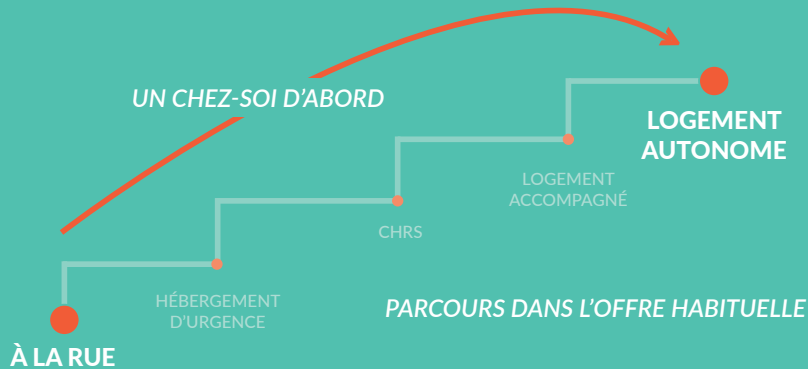 UN CHEZ-SOI D'ABORD
LOGEMENT
AUTONOME
LOGEMENT
ACCOMPAGNÉ
CHRS
HÉBERGEMENT
D'URGENCE
PARCOURS DANS L'OFFRE HABITUELLE
À LA RUE